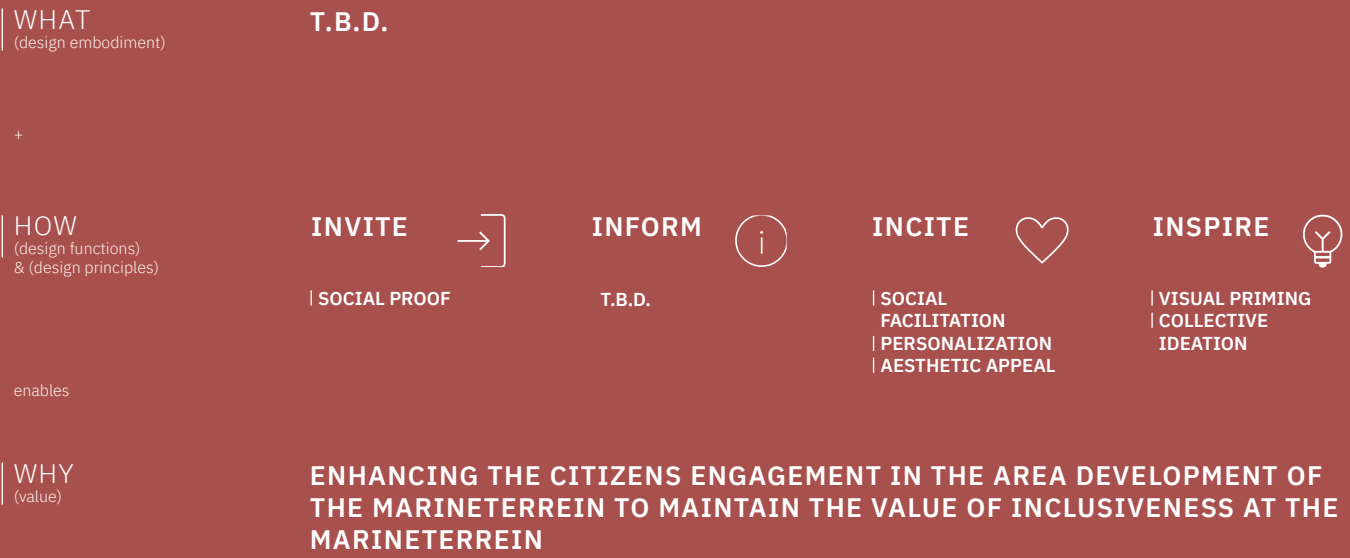 WHAT
(design embodiment)
T.B.D.
+
HOW
(design functions)
& (design principles)
INVITE
| SOCIAL PROOF
INFORM
i
T.B.D.
INCITE
| SOCIAL
FACILITATION
| PERSONALIZATION
| AESTHETIC APPEAL
INSPIRE
| VISUAL PRIMING
| COLLECTIVE
IDEATION
enables
WHY
(value)
ENHANCING THE CITIZENS ENGAGEMENT IN THE AREA DEVELOPMENT OF
THE MARINETERREIN TO MAINTAIN THE VALUE OF INCLUSIVENESS AT THE
MARINETERREIN